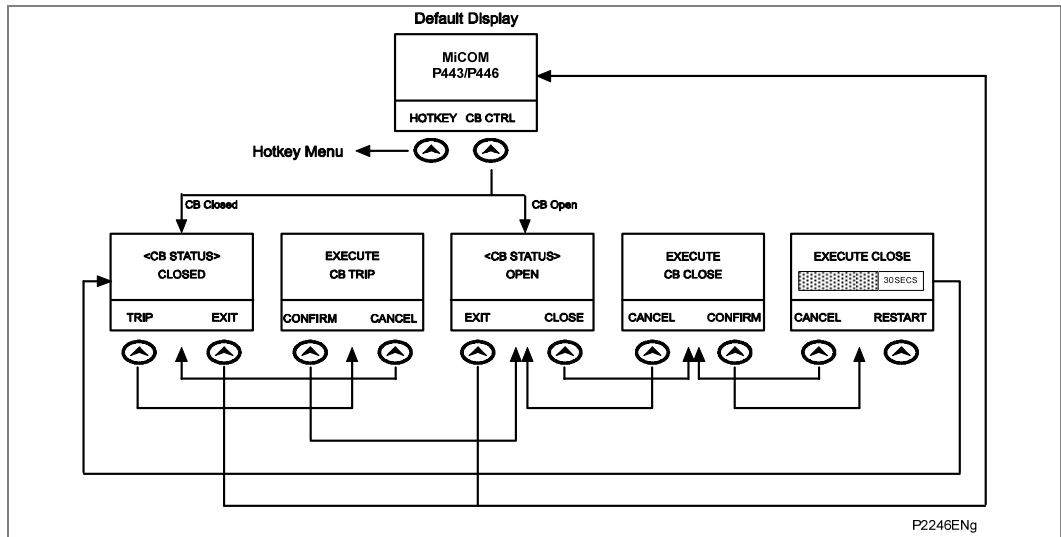 Default Display
MiCOM
P443/P446
HOTKEY CB CTRL
Hotkey Menu
CB Closed
CB Open
<CB STATUS>
CLOSED
TRIP EXIT
EXECUTE
CB TRIP
CONFIRM CANCEL
<CB STATUS>
OPEN
EXIT CLOSE
EXECUTE
CB CLOSE
CANCEL CONFIRM
EXECUTE CLOSE
30SECS
CANCEL RESTART
P2246ENg